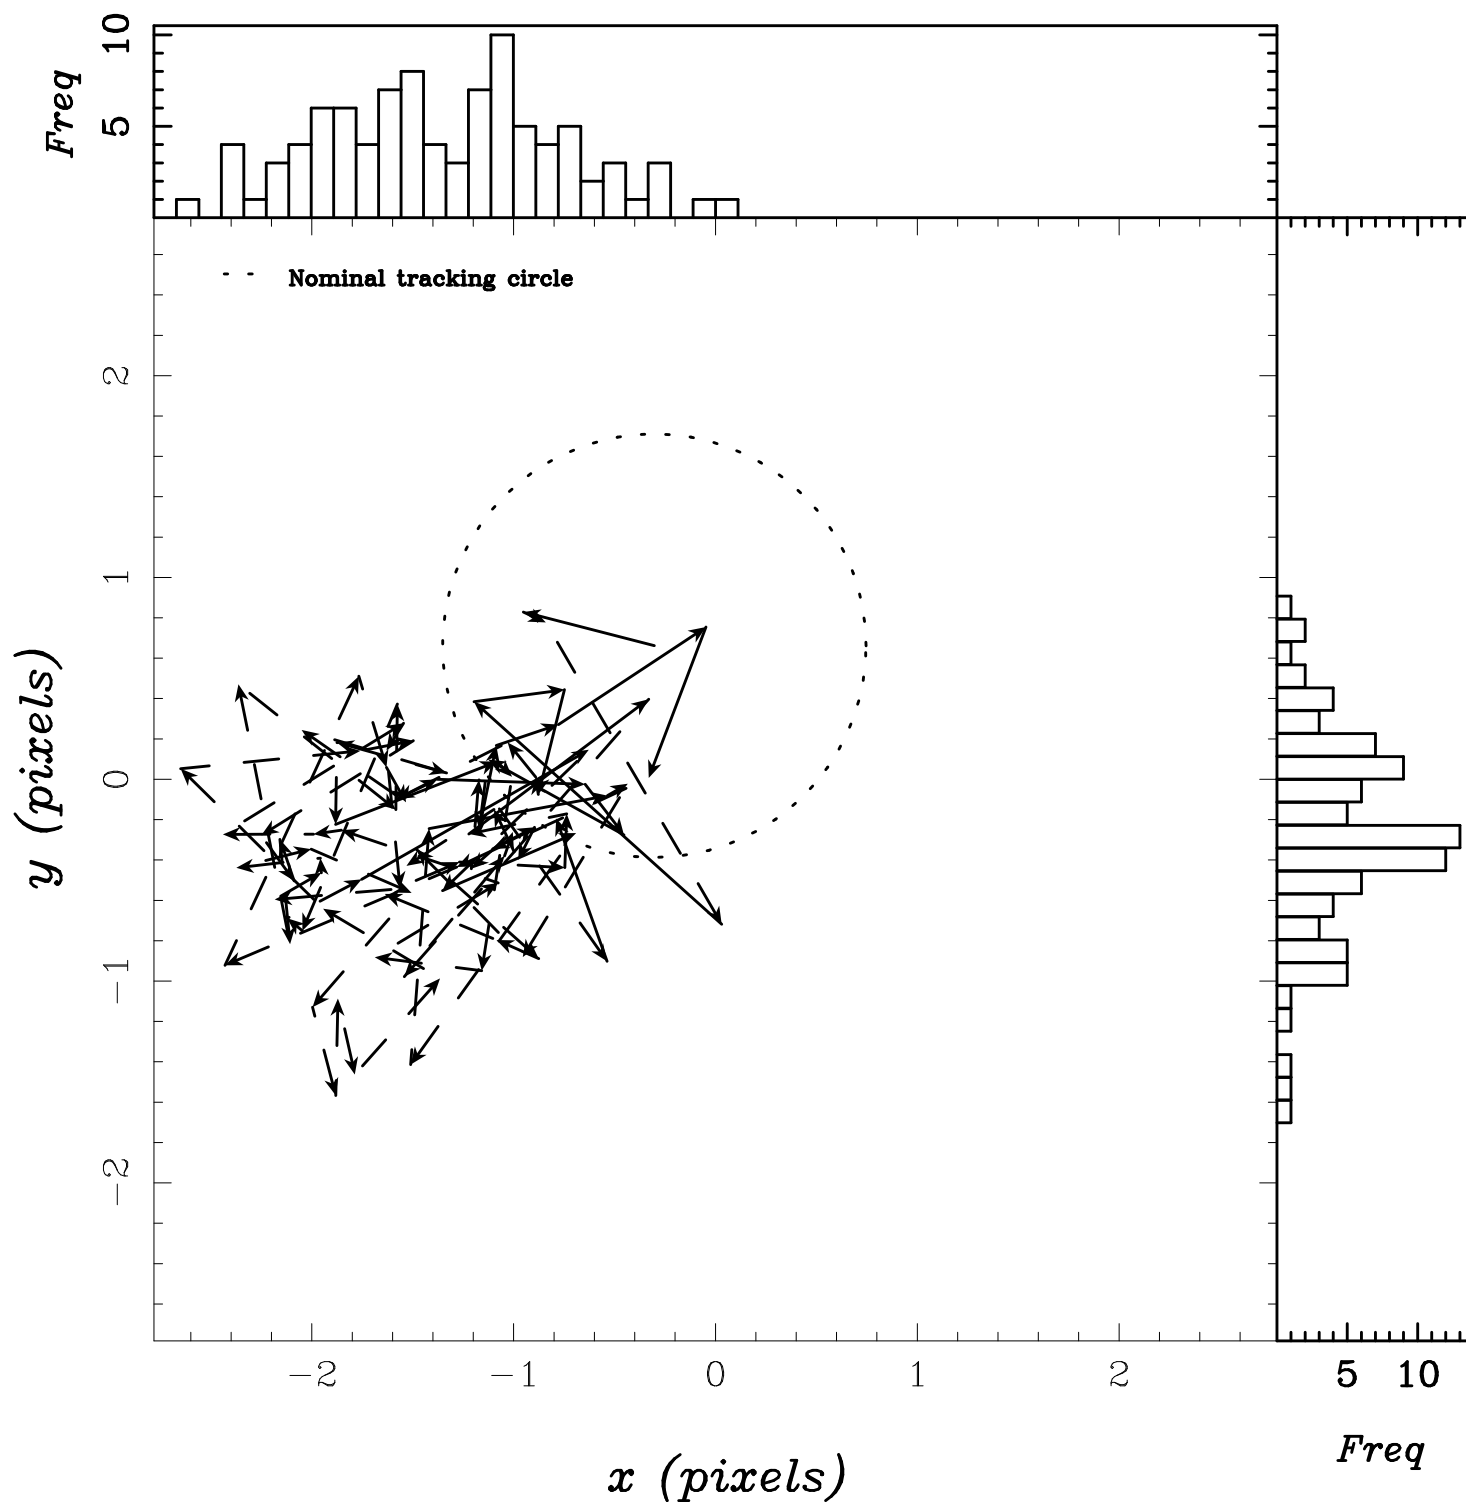 10
5
Freq
Nominal tracking circle
2
1
0
-1
-2
y (pixels)
-2 -1 0 1 2
5 10
Freq
x (pixels)